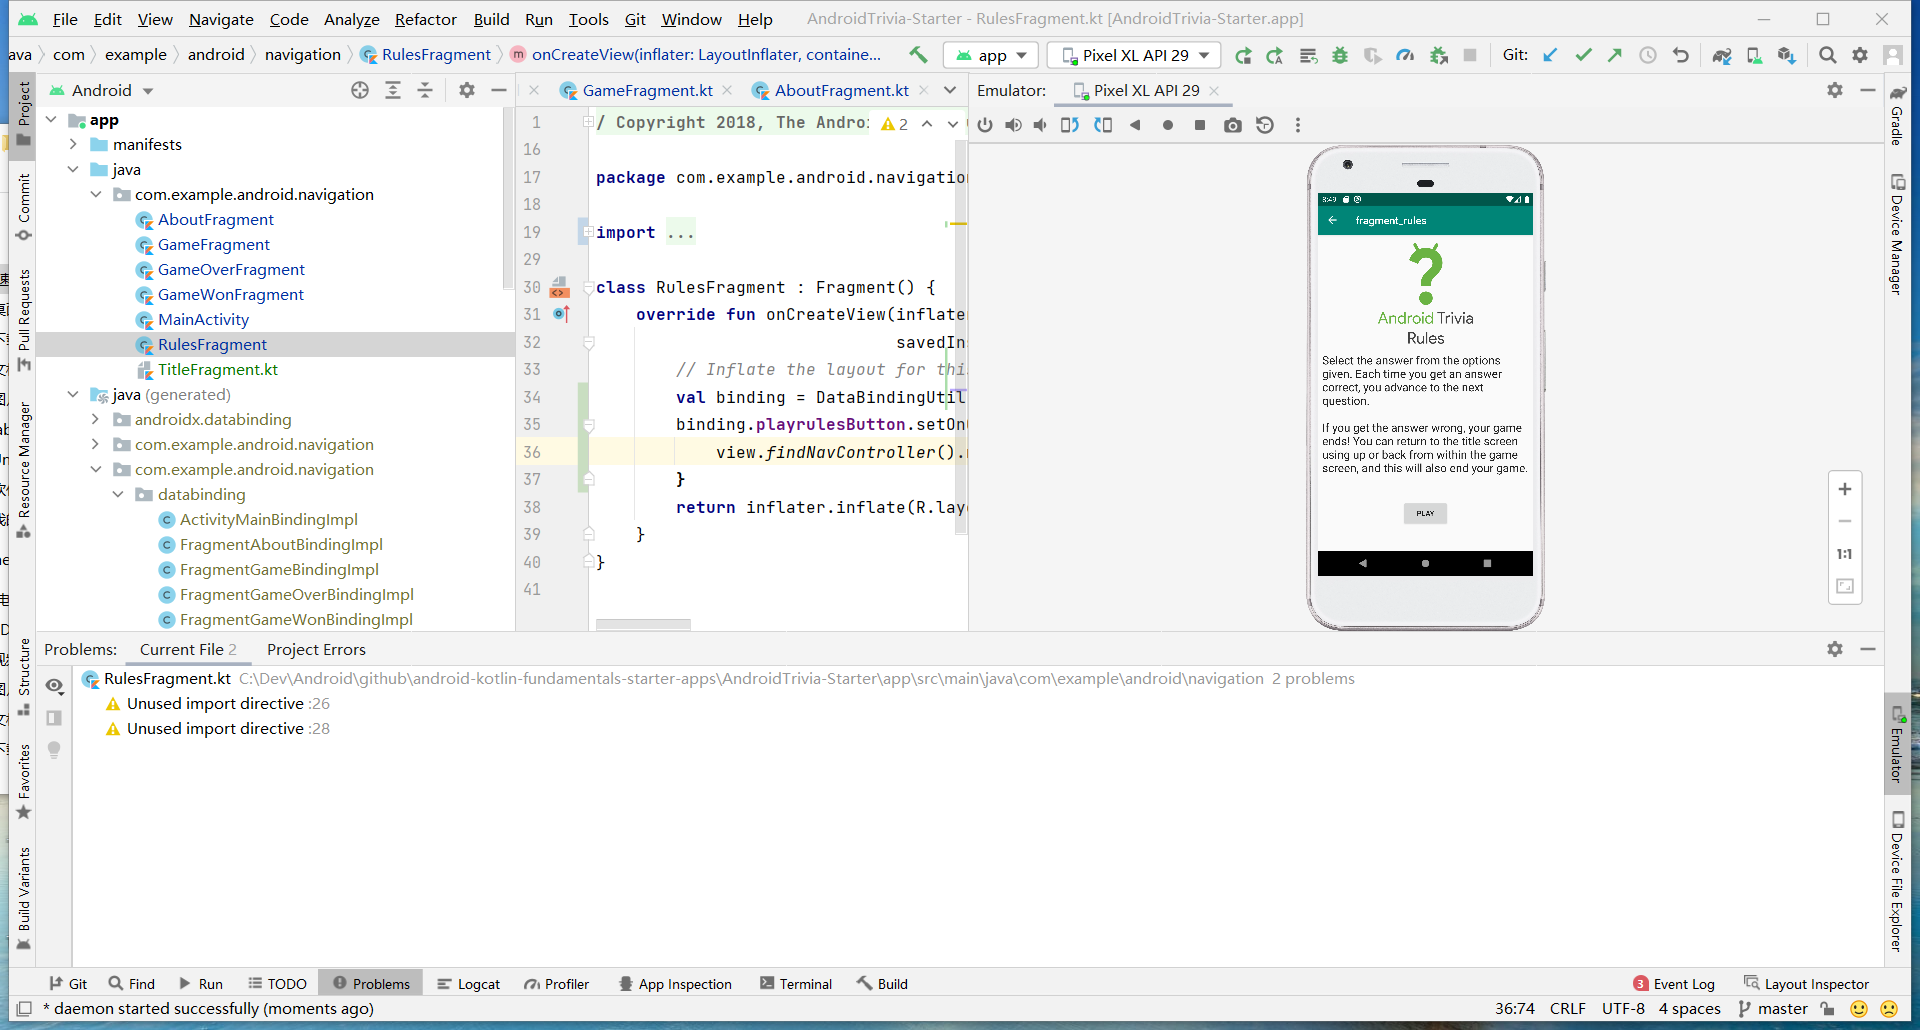 File Edit View Navigate Code Analyze Refactor Build Run Tools Git Window Help AndroidTrivia-Starter - RulesFragment.kt [AndroidTrivia-Starter.app]
ava com example android navigation RulesFragment onCreateView(inflater: LayoutInflater, containe... app Pixel XL API 29 Git:
Android
app
manifests
java
com.example.android.navigation
AboutFragment
GameFragment
GameOverFragment
GameWonFragment
MainActivity
RulesFragment
TitleFragment.kt
java (generated)
androidx.databinding
com.example.android.navigation
com.example.android.navigation
databinding
ActivityMainBindingImpl
FragmentAboutBindingImpl
FragmentGameBindingImpl
FragmentGameOverBindingImpl
FragmentGameWonBindingImpl
Project
Commit
Pull Requests
Resource Manager
Structure
Favorites
Build Variants
GameFragment.kt AboutFragment.kt
1 / Copyright 2018, The Andro 2
16
17 package com.example.android.navigatio
18
19 import ...
29
30 class RulesFragment : Fragment() {
31 override fun onCreateView(inflater
32 savedIn
33 // Inflate the layout for thi
34 val binding = DataBindingUtil
35 binding.playrulesButton.setOn
36 view.findNavController().
37 }
38 return inflater.inflate(R.lay
39 }
40 }
41
Emulator: Pixel XL API 29
8:49
fragment_rules
Android Trivia
Rules
Select the answer from the options
given. Each time you get an answer
correct, you advance to the next
question.
If you get the answer wrong, your game
ends! You can return to the title screen
using up or back from within the game
screen, and this will also end your game.
PLAY
1:1
Gradle
Device Manager
Emulator
Device File Explorer
Problems: Current File 2 Project Errors
RulesFragment.kt C:\Dev\Android\github\android-kotlin-fundamentals-starter-apps\AndroidTrivia-Starter\app\src\main\java\com\example\android\navigation 2 problems
Unused import directive :26
Unused import directive :28
Git Find Run TODO Problems Logcat Profiler App Inspection Terminal Build 3 Event Log Layout Inspector
* daemon started successfully (moments ago) 36:74 CRLF UTF-8 4 spaces master